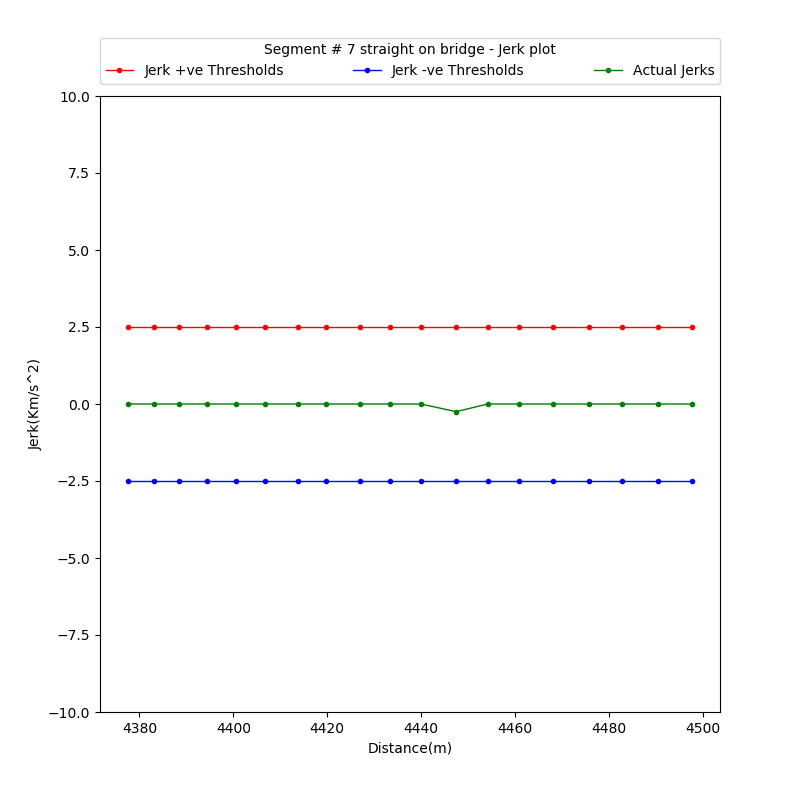 Segment # 7 straight on bridge - Jerk plot
Jerk +ve Thresholds Jerk -ve Thresholds Actual Jerks
10.0
7.5
5.0
2.5
0.0
−2.5
−5.0
−7.5
−10.0
Jerk(Km/s^2)
4380 4400 4420 4440 4460 4480 4500
Distance(m)